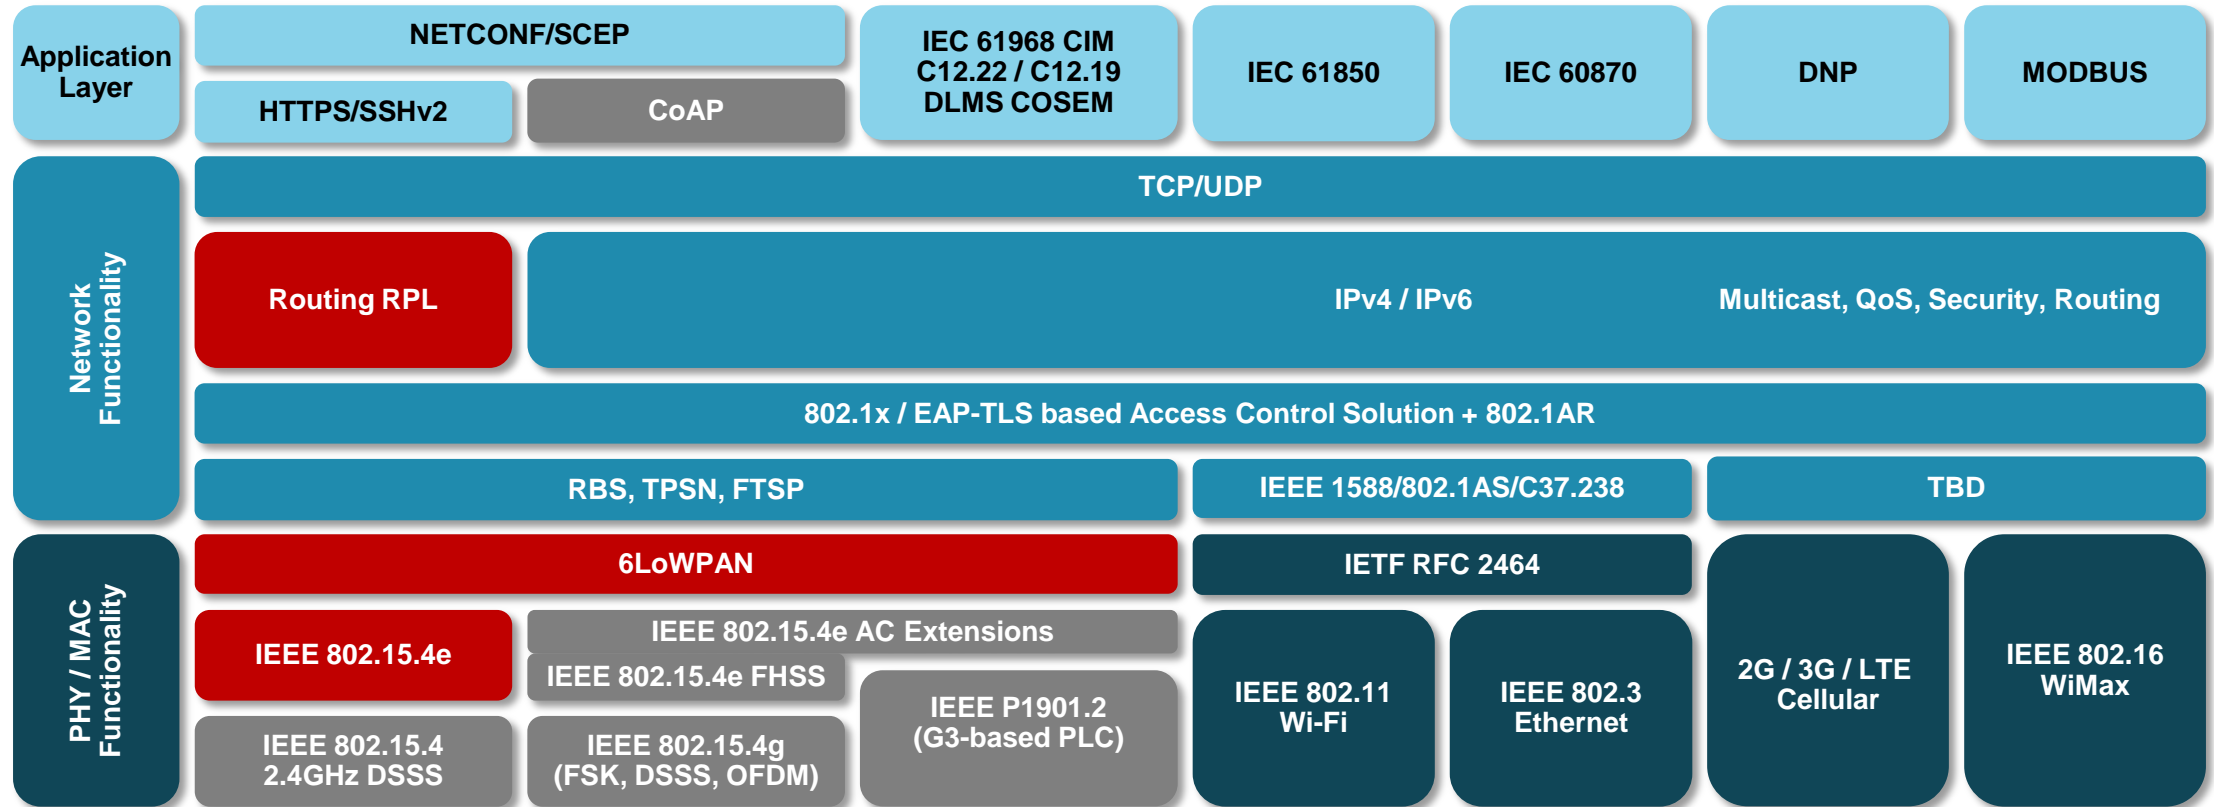 Application
Layer
NETCONF/SCEP
HTTPS/SSHv2
CoAP
IEC 61968 CIM
C12.22 / C12.19
DLMS COSEM
IEC 61850
IEC 60870
DNP
MODBUS
Network
Functionality
TCP/UDP
Routing RPL
IPv4 / IPv6
Multicast, QoS, Security, Routing
802.1x / EAP-TLS based Access Control Solution + 802.1AR
RBS, TPSN, FTSP
IEEE 1588/802.1AS/C37.238
TBD
PHY / MAC
Functionality
6LoWPAN
IETF RFC 2464
IEEE 802.15.4e
IEEE 802.15.4e AC Extensions
IEEE 802.15.4e FHSS
IEEE 802.15.4
2.4GHz DSSS
IEEE 802.15.4g
(FSK, DSSS, OFDM)
IEEE P1901.2
(G3-based PLC)
IEEE 802.11
Wi-Fi
IEEE 802.3
Ethernet
2G / 3G / LTE
Cellular
IEEE 802.16
WiMax